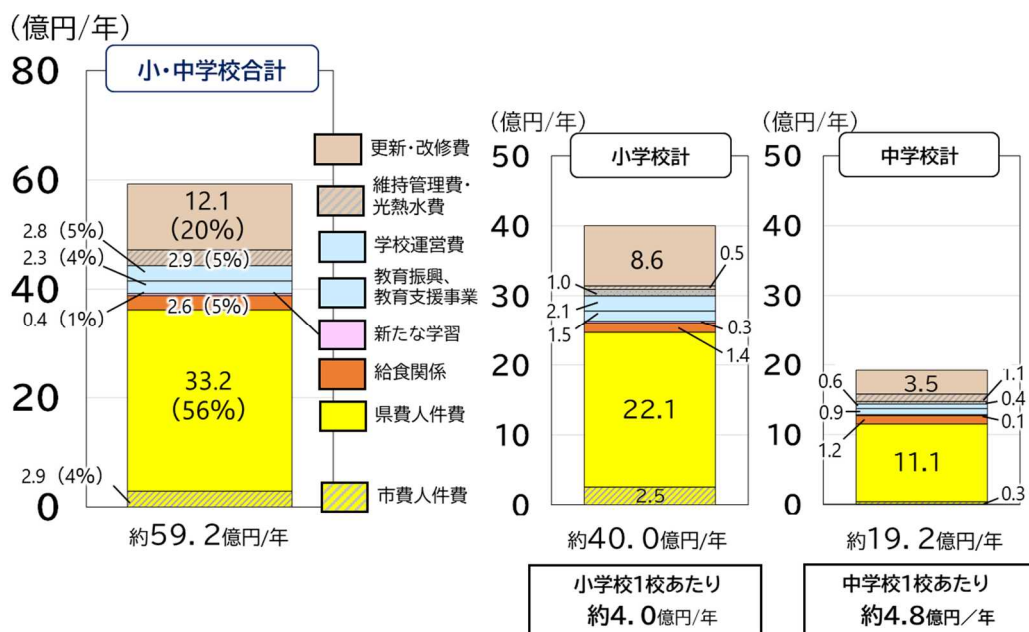 (億円/年)
小・中学校合計
80
60
40
20
0
12.1
(20%)
2.8 (5%)
2.9 (5%)
2.3 (4%)
0.4 (1%)
2.6 (5%)
33.2
(56%)
2.9 (4%)
約59.2億円/年
更新・改修費
維持管理費・
光熱水費
学校運営費
教育振興、
教育支援事業
新たな学習
給食関係
県費人件費
市費人件費
(億円/年)
小学校計
50
40
30
20
10
0
8.6
0.5
1.0
2.1
1.5
0.3
1.4
22.1
2.5
約40.0億円/年
小学校1校あたり
約4.0億円/年
(億円/年)
中学校計
50
40
30
20
10
0
3.5
1.1
0.6
0.4
0.9
0.1
1.2
11.1
0.3
約19.2億円/年
中学校1校あたり
約4.8億円/年